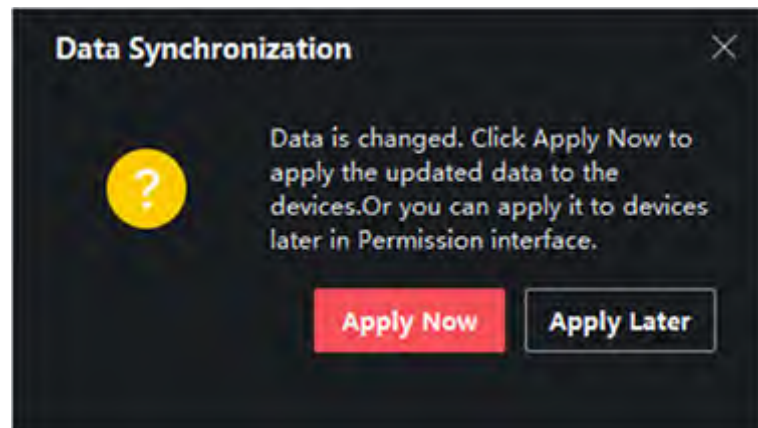 Data Synchronization
?
Data is changed. Click Apply Now to
apply the updated data to the
devices.Or you can apply it to devices
later in Permission interface.
Apply Now
Apply Later